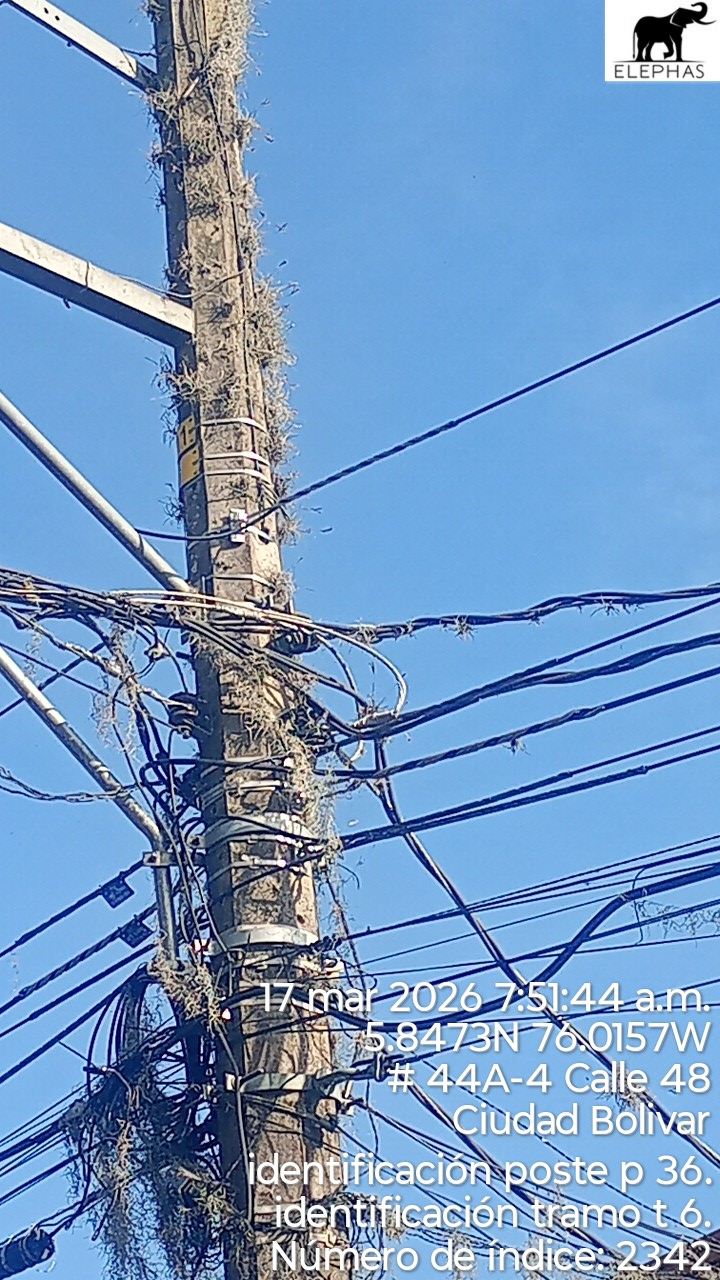 ELEPHAS
17 mar 2026 7:51:44 a.m.
5.8473N 76.0157W
# 44A-4 Calle 48
Ciudad Bolívar
identificación poste p 36.
identificación tramo t 6.
Número de índice: 2342